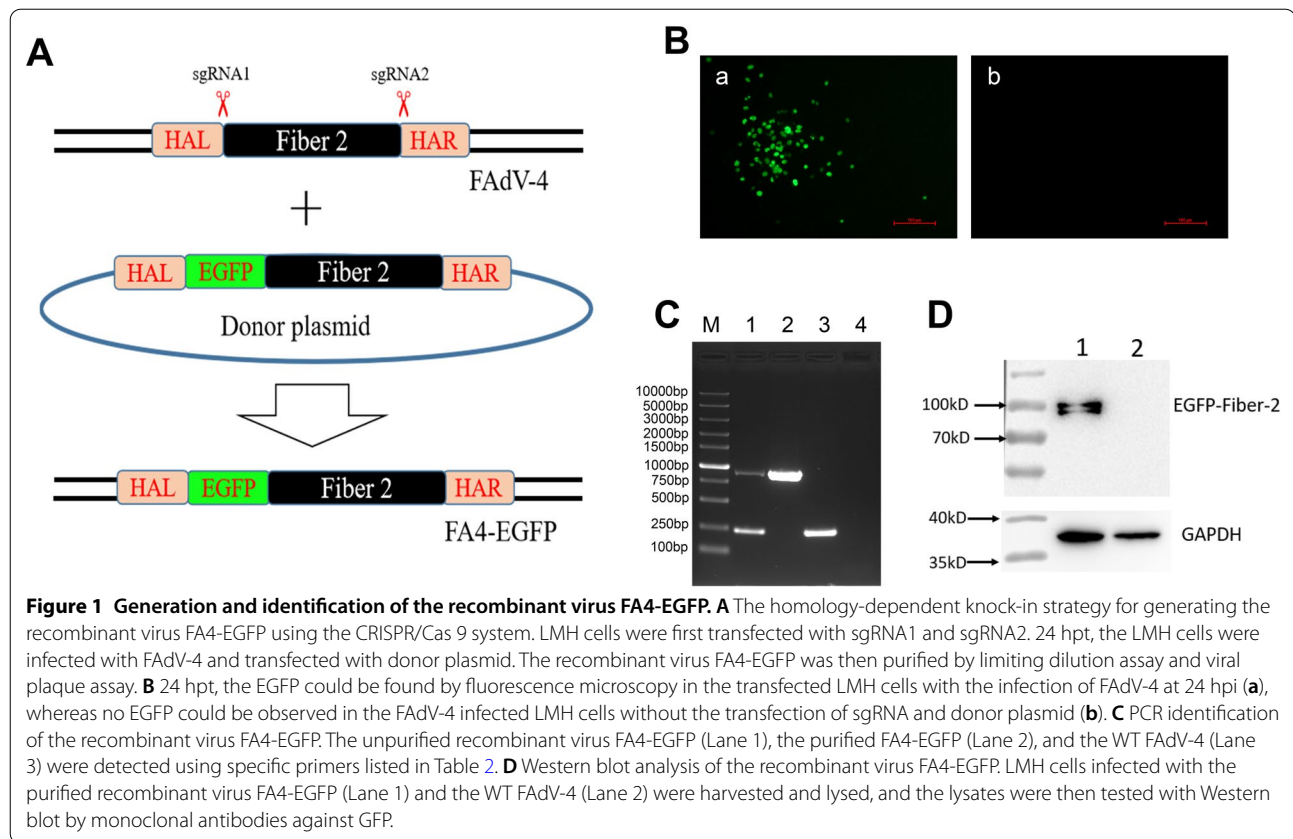 A
sgRNA1
sgRNA2
HAL
Fiber 2
HAR
FAdV-4
+
HAL
EGFP
Fiber 2
HAR
Donor plasmid
HAL
EGFP
Fiber 2
HAR
FA4-EGFP
B
a
b
C
M 1 2 3 4
10000bp
5000bp
3000bp
2000bp
1500bp
1000bp
750bp
500bp
250bp
100bp
D
1 2
100kD
EGFP-Fiber-2
70kD
40kD
GAPDH
35kD
Figure 1 Generation and identification of the recombinant virus FA4-EGFP. A The homology-dependent knock-in strategy for generating the
recombinant virus FA4-EGFP using the CRISPR/Cas 9 system. LMH cells were first transfected with sgRNA1 and sgRNA2. 24 hpt, the LMH cells were
infected with FAdV-4 and transfected with donor plasmid. The recombinant virus FA4-EGFP was then purified by limiting dilution assay and viral
plaque assay. B 24 hpt, the EGFP could be found by fluorescence microscopy in the transfected LMH cells with the infection of FAdV-4 at 24 hpi (a),
whereas no EGFP could be observed in the FAdV-4 infected LMH cells without the transfection of sgRNA and donor plasmid (b). C PCR identification
of the recombinant virus FA4-EGFP. The unpurified recombinant virus FA4-EGFP (Lane 1), the purified FA4-EGFP (Lane 2), and the WT FAdV-4 (Lane
3) were detected using specific primers listed in Table 2. D Western blot analysis of the recombinant virus FA4-EGFP. LMH cells infected with the
purified recombinant virus FA4-EGFP (Lane 1) and the WT FAdV-4 (Lane 2) were harvested and lysed, and the lysates were then tested with Western
blot by monoclonal antibodies against GFP.